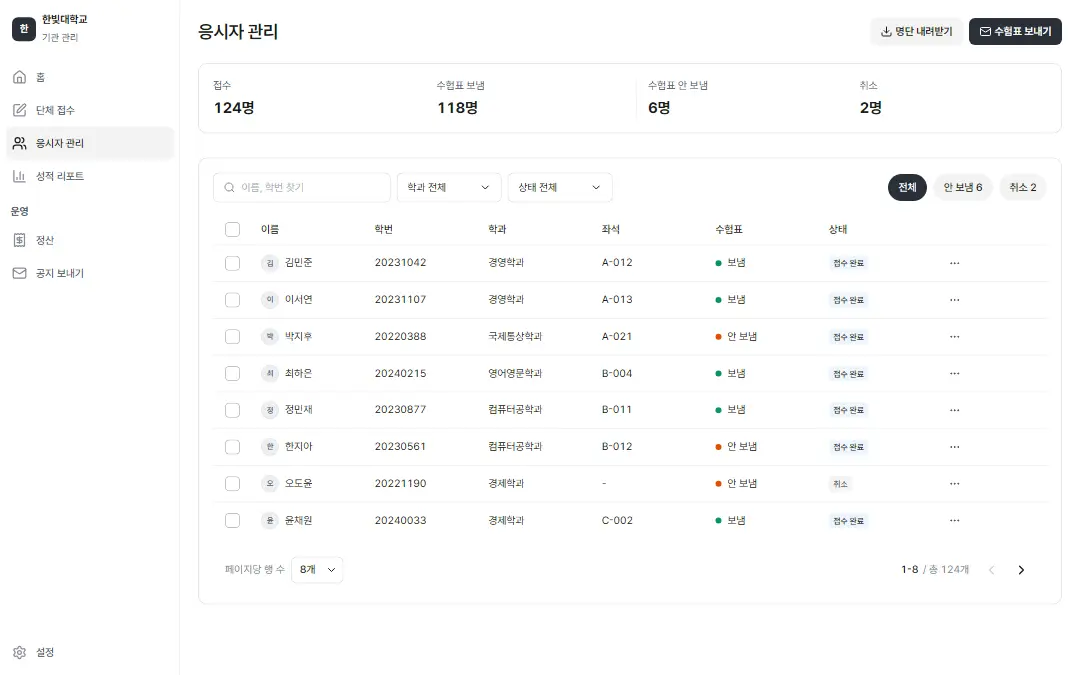 한
한빛대학교
기관 관리
홈
단체 접수
응시자 관리
성적 리포트
운영
정산
공지 보내기
설정
응시자 관리
명단 내려받기
수험표 보내기
접수
124명
수험표 보냄
118명
수험표 안 보냄
6명
취소
2명
이름, 학번 찾기
학과 전체
상태 전체
전체
안 보냄 6
취소 2
이름 학번 학과 좌석 수험표 상태
김 김민준 20231042 경영학과 A-012 보냄 접수 완료 ...
이 이서연 20231107 경영학과 A-013 보냄 접수 완료 ...
박 박지후 20220388 국제통상학과 A-021 안 보냄 접수 완료 ...
최 최하은 20240215 영어영문학과 B-004 보냄 접수 완료 ...
정 정민재 20230877 컴퓨터공학과 B-011 보냄 접수 완료 ...
한 한지아 20230561 컴퓨터공학과 B-012 안 보냄 접수 완료 ...
오 오도윤 20221190 경제학과 - 안 보냄 취소 ...
윤 윤채원 20240033 경제학과 C-002 보냄 접수 완료 ...
페이지당 행 수 8개
1-8 / 총 124개